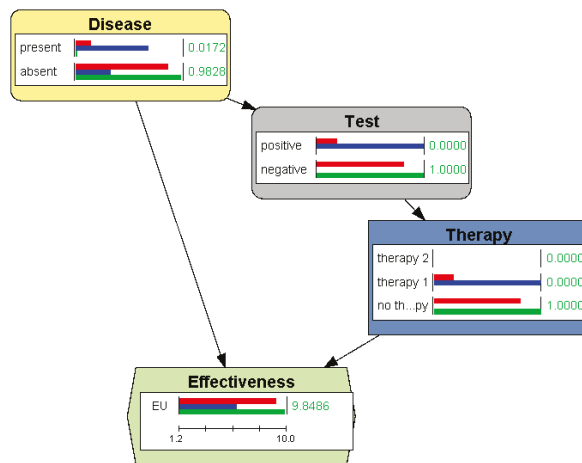 Disease
present 0.0172
absent 0.9828
Test
positive 0.0000
negative 1.0000
Therapy
therapy 2 0.0000
therapy 1 0.0000
no th...py 1.0000
Effectiveness
EU 9.8486
1.2 10.0